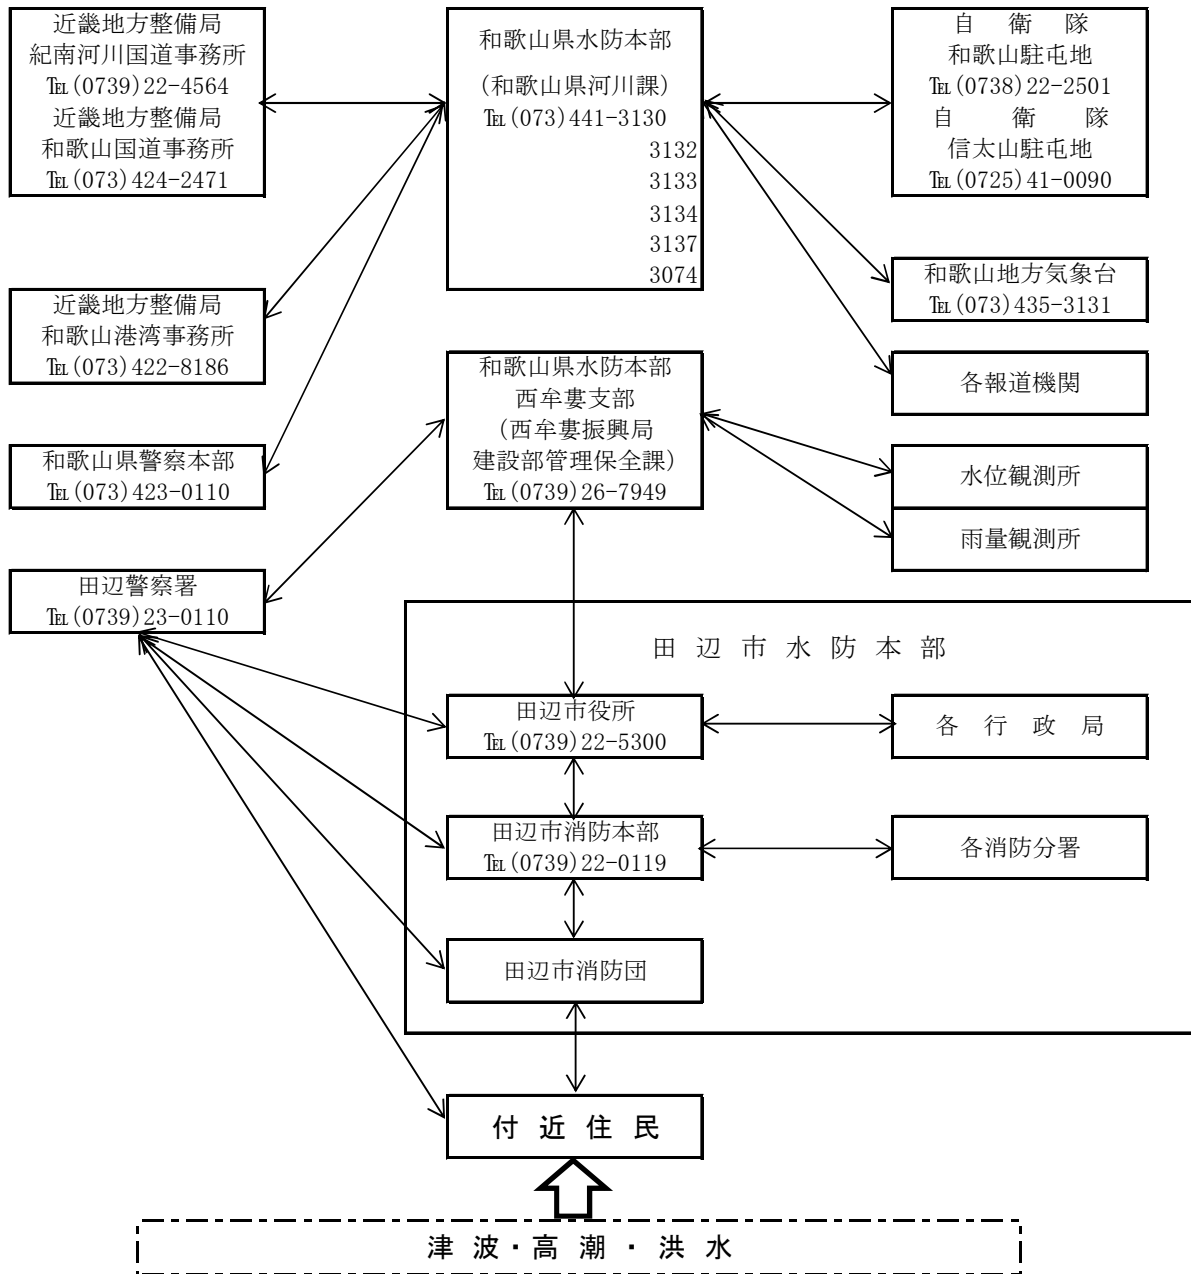 近畿地方整備局
紀南河川国道事務所
℡(0739)22-4564
近畿地方整備局
和歌山国道事務所
℡(073)424-2471
和歌山県水防本部
(和歌山県河川課)
℡(073)441-3130
3132
3133
3134
3137
3074
自 衛 隊
和歌山駐屯地
℡(0738)22-2501
自 衛 隊
信太山駐屯地
℡(0725)41-0090
近畿地方整備局
和歌山港湾事務所
℡(073)422-8186
和歌山地方気象台
℡(073)435-3131
各報道機関
和歌山県水防本部
西牟婁支部
(西牟婁振興局
建設部管理保全課)
℡(0739)26-7949
和歌山県警察本部
℡(073)423-0110
水位観測所
雨量観測所
田辺警察署
℡(0739)23-0110
田 辺 市 水 防 本 部
田辺市役所
℡(0739)22-5300
各 行 政 局
田辺市消防本部
℡(0739)22-0119
各消防分署
田辺市消防団
付 近 住 民
津 波・高 潮 ・ 洪 水